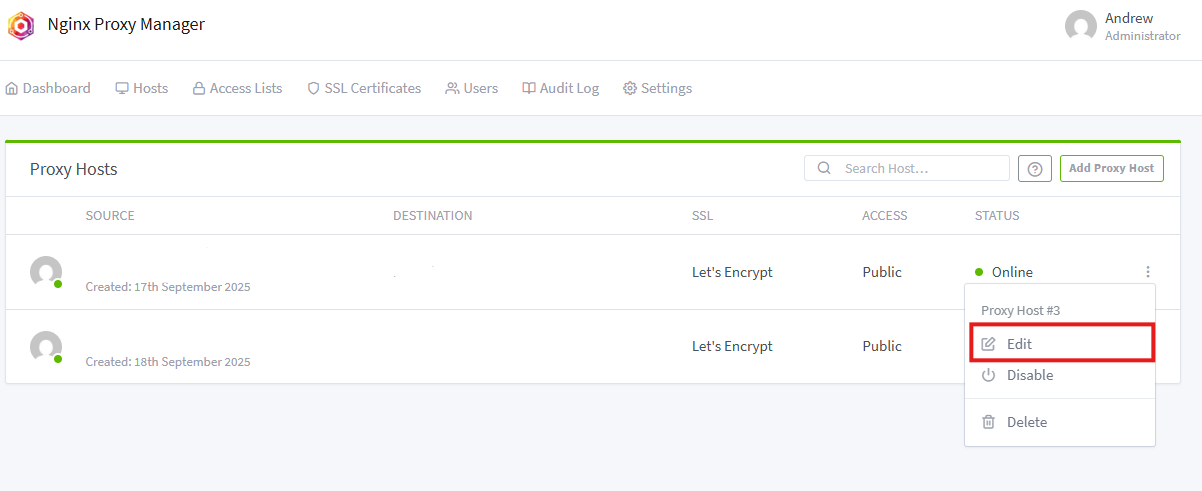 Nginx Proxy Manager
Andrew
Administrator
Dashboard Hosts Access Lists SSL Certificates Users Audit Log Settings
Proxy Hosts Search Host... Add Proxy Host
SOURCE DESTINATION SSL ACCESS STATUS
Let's Encrypt Public Online
Created: 17th September 2025
Proxy Host #3
Edit
Let's Encrypt Public
Created: 18th September 2025
Disable
Delete